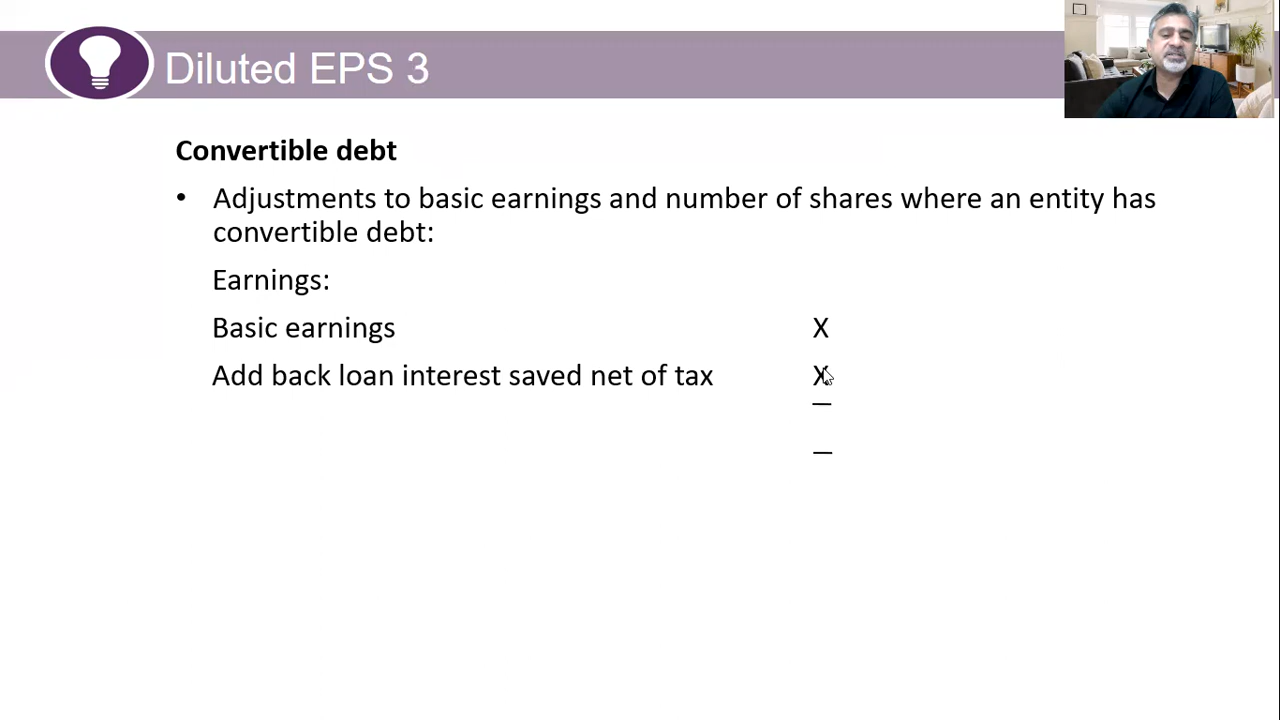 Diluted EPS 3
Convertible debt
• Adjustments to basic earnings and number of shares where an entity has
convertible debt:
Earnings:
Basic earnings X
Add back loan interest saved net of tax X